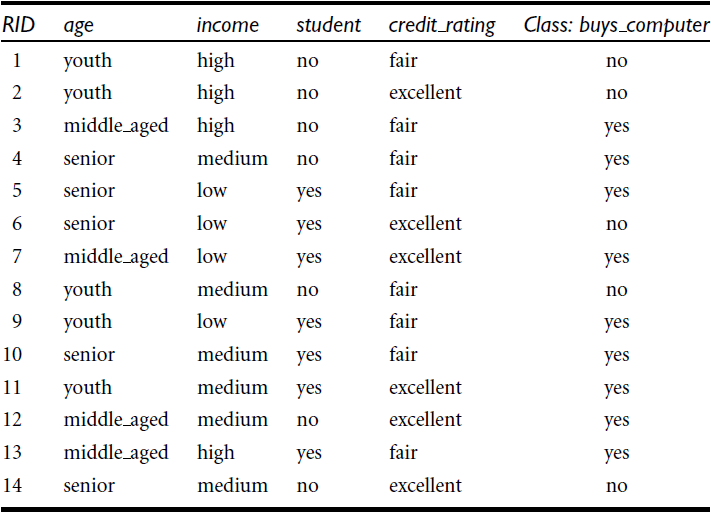 RID age income student credit_rating Class: buys_computer
1 youth high no fair no
2 youth high no excellent no
3 middle_aged high no fair yes
4 senior medium no fair yes
5 senior low yes fair yes
6 senior low yes excellent no
7 middle_aged low yes excellent yes
8 youth medium no fair no
9 youth low yes fair yes
10 senior medium yes fair yes
11 youth medium yes excellent yes
12 middle_aged medium no excellent yes
13 middle_aged high yes fair yes
14 senior medium no excellent no